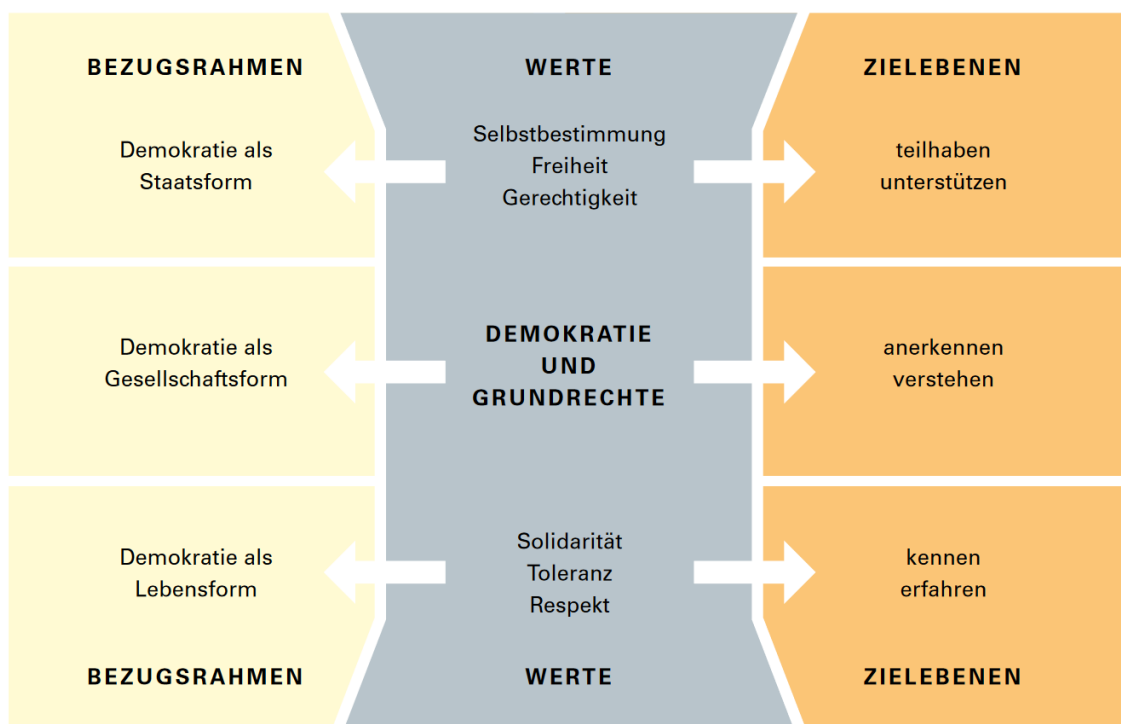 BEZUGSRAHMEN
WERTE
ZIELEBENEN
Demokratie als
Staatsform
Selbstbestimmung
Freiheit
Gerechtigkeit
teilhaben
unterstützen
Demokratie als
Gesellschaftsform
DEMOKRATIE
UND
GRUNDRECHTE
anerkennen
verstehen
Demokratie als
Lebensform
Solidarität
Toleranz
Respekt
kennen
erfahren
BEZUGSRAHMEN
WERTE
ZIELEBENEN